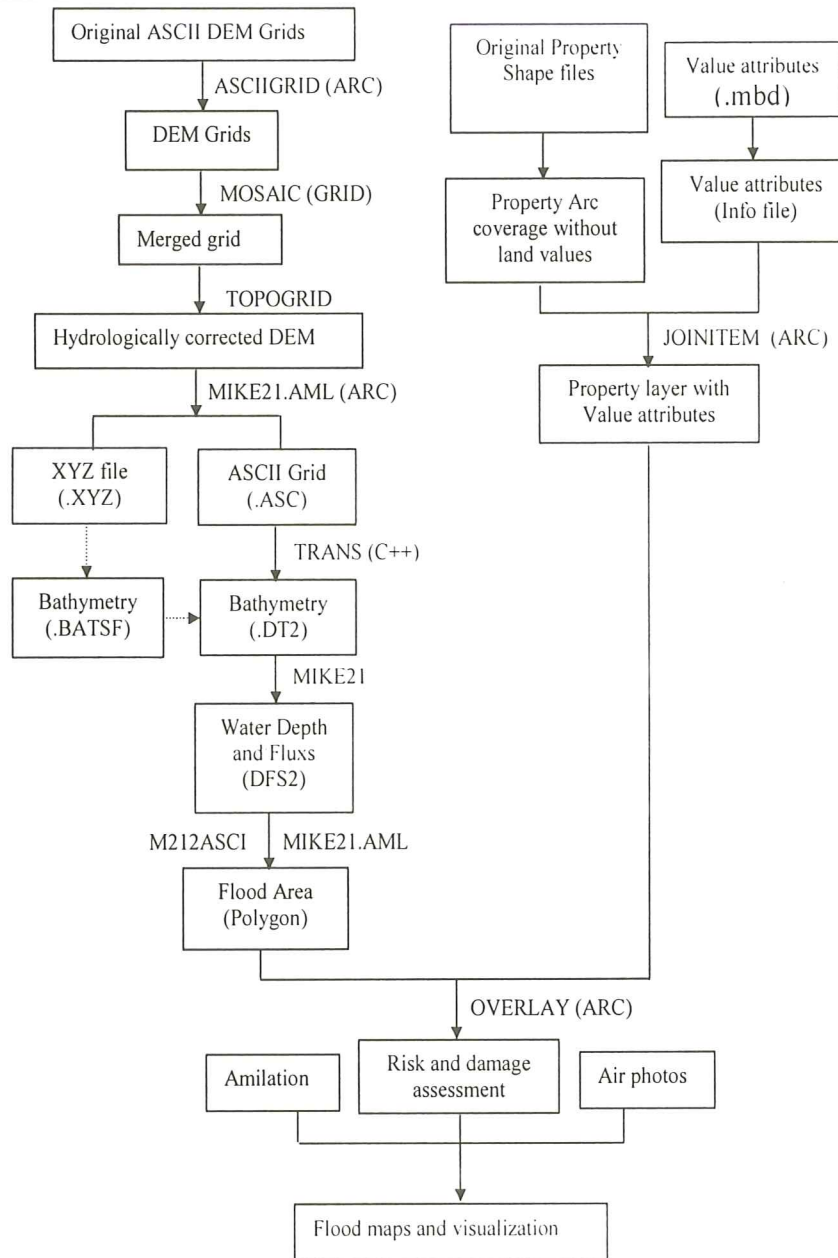 Original ASCII DEM Grids
ASCIIGRID (ARC)
DEM Grids
MOSAIC (GRID)
Merged grid
TOPOGRID
Hydrologically corrected DEM
MIKE21.AML (ARC)
XYZ file
(.XYZ)
ASCII Grid
(.ASC)
TRANS (C++)
Bathymetry
(.BATSF)
Bathymetry
(.DT2)
MIKE21
Water Depth
and Fluxs
(DFS2)
M212ASCI
MIKE21.AML
Flood Area
(Polygon)
Original Property
Shape files
Value attributes
(.mbd)
Property Arc
coverage without
land values
Value attributes
(Info file)
JOINITEM (ARC)
Property layer with
Value attributes
OVERLAY (ARC)
Amilation
Risk and damage
assessment
Air photos
Flood maps and visualization